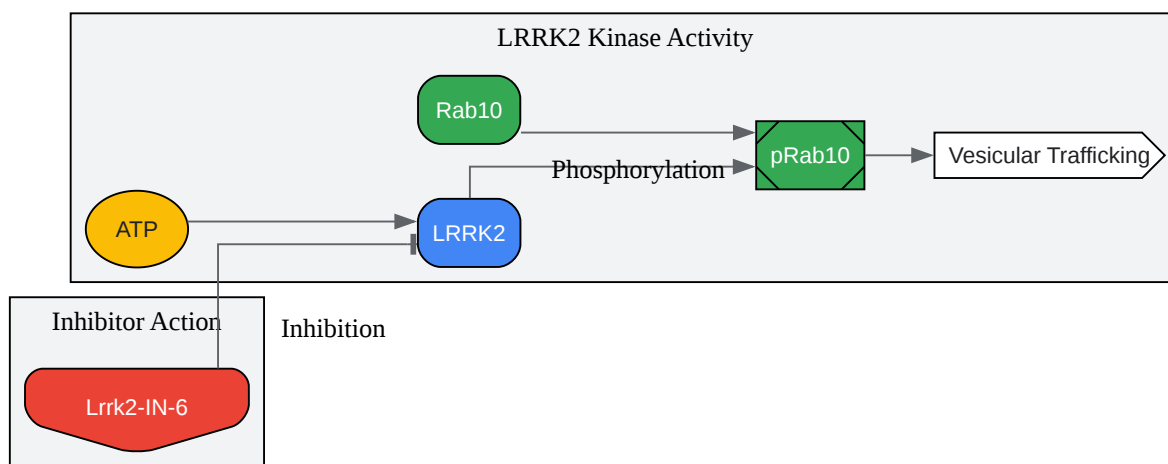 LRRK2 Kinase Activity
Rab10
Phosphorylation
pRab10
Vesicular Trafficking
ATP
LRRK2
Inhibitor Action
Inhibition
Lrrk2-IN-6